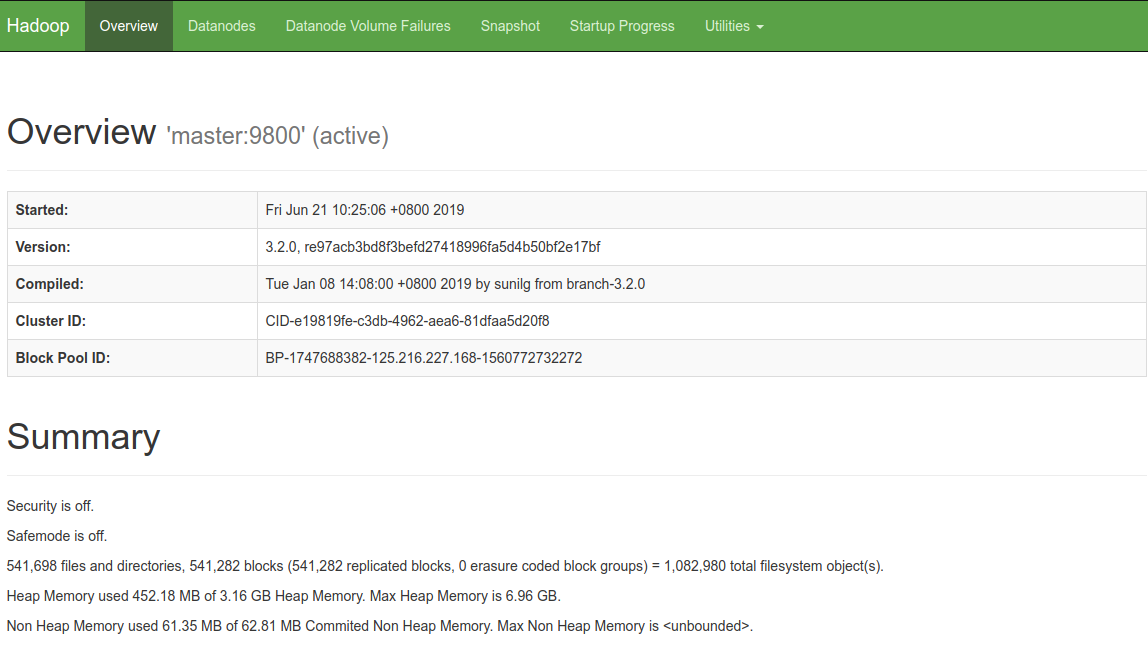 Hadoop Overview Datanodes Datanode Volume Failures Snapshot Startup Progress Utilities
Overview 'master:9800' (active)
Started: Fri Jun 21 10:25:06 +0800 2019
Version: 3.2.0, re97acb3bd8f3befd27418996fa5d4b50bf2e17bf
Compiled: Tue Jan 08 14:08:00 +0800 2019 by sunilg from branch-3.2.0
Cluster ID: CID-e19819fe-c3db-4962-aea6-81dfaa5d20f8
Block Pool ID: BP-1747688382-125.216.227.168-1560772732272
Summary
Security is off.
Safemode is off.
541,698 files and directories, 541,282 blocks (541,282 replicated blocks, 0 erasure coded block groups) = 1,082,980 total filesystem object(s).
Heap Memory used 452.18 MB of 3.16 GB Heap Memory. Max Heap Memory is 6.96 GB.
Non Heap Memory used 61.35 MB of 62.81 MB Commited Non Heap Memory. Max Non Heap Memory is <unbounded>.